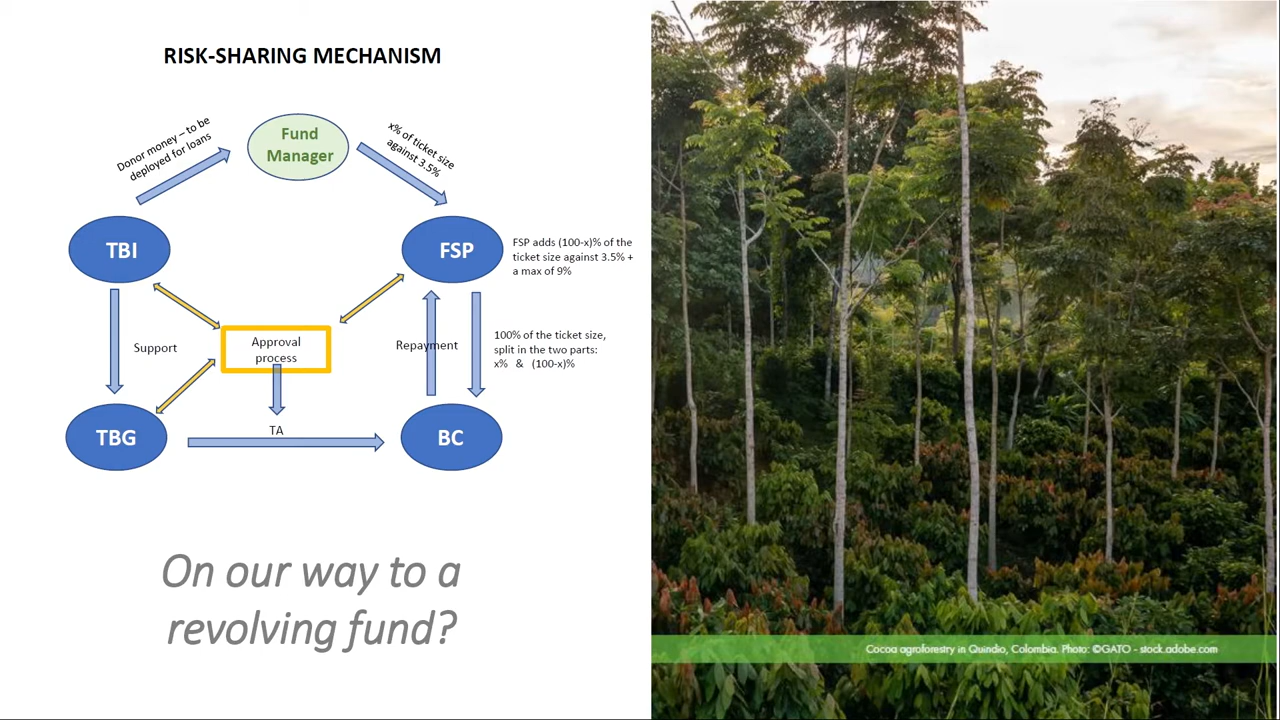 RISK-SHARING MECHANISM
Donor money – to be
deployed for loans
Fund
Manager
x% of ticket size
against 3.5%
TBI
FSP
FSP adds (100-x)% of the
ticket size against 3.5% +
a max of 9%
Support
Approval
process
Repayment
100% of the ticket size,
split in the two parts:
x% & (100-x)%
TBG
TA
BC
On our way to a
revolving fund?
Cocoa agroforestry in Quindio, Colombia. Photo: ©GATO - stock.adobe.com